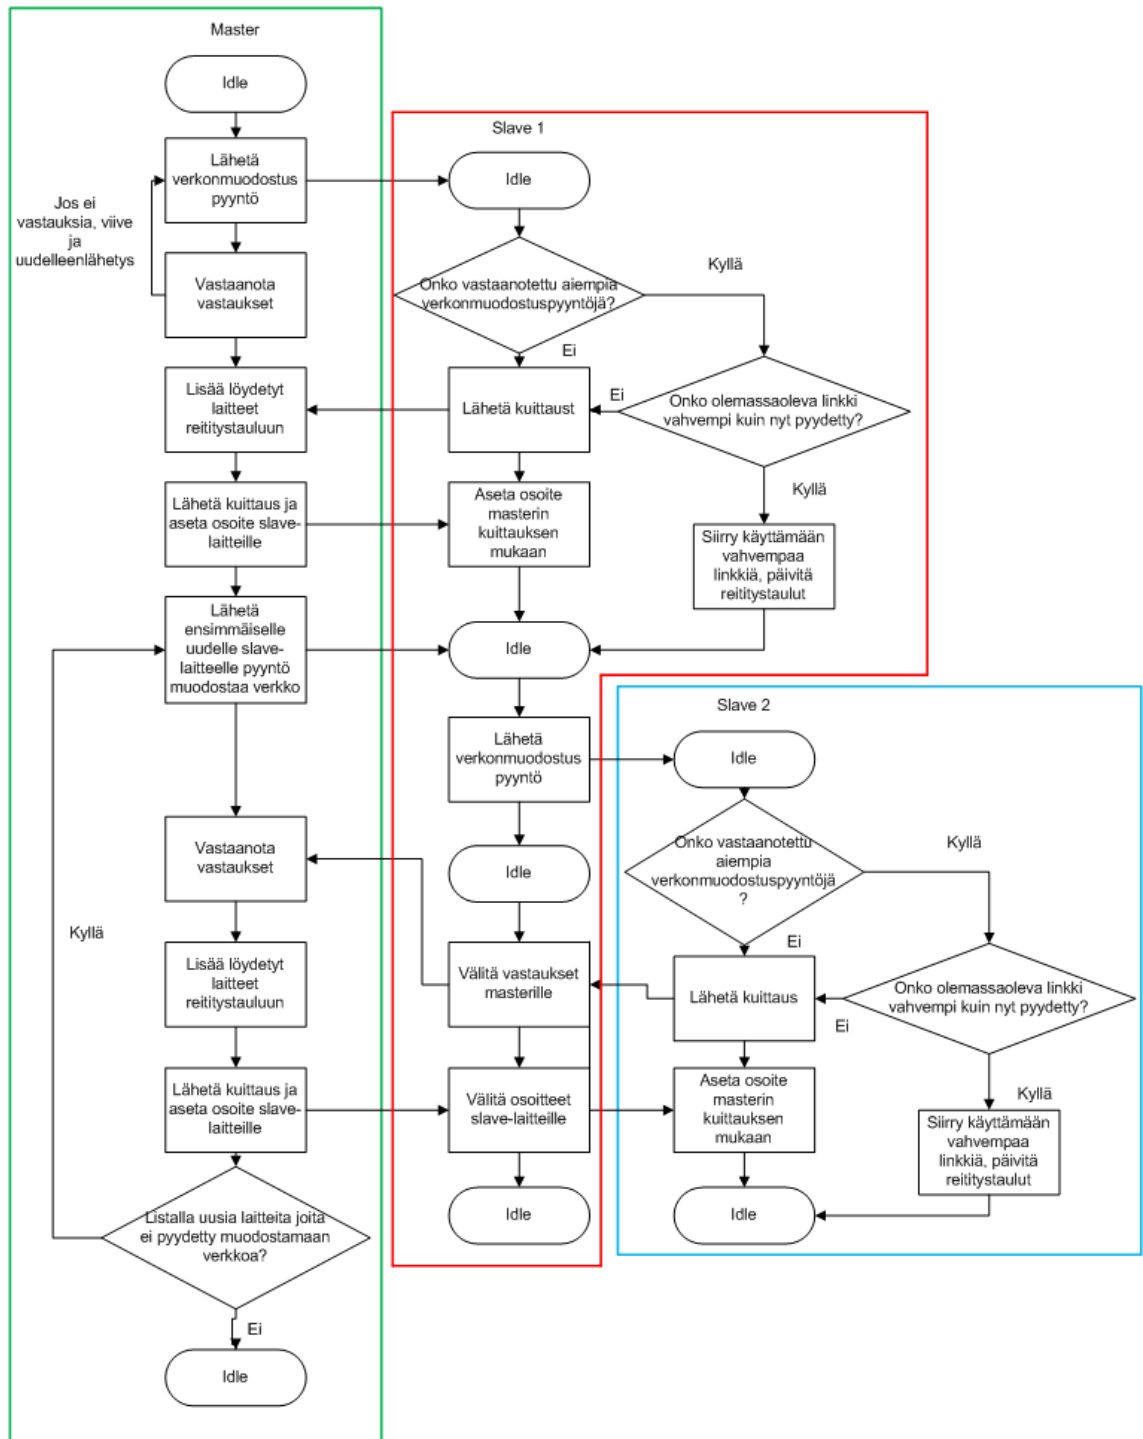 Master
Idle
Lähetä
verkonmuodostus
pyyntö
Jos ei
vastauksia, viive
ja
uudelleenlähetys
Vastaanota
vastaukset
Lisää löydetyt
laitteet
reititystauluun
Lähetä kuittaus ja
aseta osoite slave-
laitteille
Lähetä
ensimmäiselle
uudelle slave-
laitteelle pyyntö
muodostaa verkko
Vastaanota
vastaukset
Kyllä
Lisää löydetyt
laitteet
reititystauluun
Lähetä kuittaus ja
aseta osoite slave-
laitteille
Listalla uusia laitteita joita
ei pyydetty muodostamaan
verkkoa?
Ei
Idle
Slave 1
Idle
Onko vastaanotettu aiempia
verkonmuodostuspyyntöjä?
Kyllä
Ei
Lähetä kuittaust
Ei
Onko olemassaoleva linkki
vahvempi kuin nyt pyydetty?
Kyllä
Aseta osoite
masterin
kuittauksen
mukaan
Siirry käyttämään
vahvempaa
linkkiä, päivitä
reititystaulut
Idle
Lähetä
verkonmuodostus
pyyntö
Idle
Välitä vastaukset
masterille
Välitä osoitteet
slave-laitteille
Idle
Slave 2
Idle
Onko vastaanotettu
aiempia
verkonmuodostuspyyntöjä
?
Kyllä
Ei
Lähetä kuittaus
Ei
Onko olemassaoleva linkki
vahvempi kuin nyt pyydetty?
Kyllä
Aseta osoite
masterin
kuittauksen
mukaan
Siirry käyttämään
vahvempaa
linkkiä, päivitä
reititystaulut
Idle